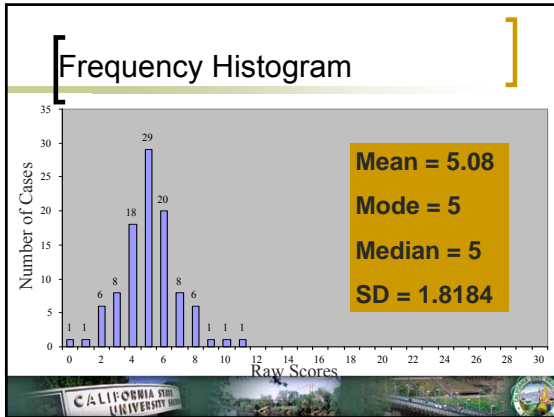 Frequency Histogram
Number of Cases
35
30
25
20
15
10
5
0
1 1 6 8 18 29 20 8 6 1 1 1
0 2 4 6 8 10 12 14 16 18 20 22 24 26 28 30
Raw Scores
Mean = 5.08
Mode = 5
Median = 5
SD = 1.8184
CALIFORNIA STATE
UNIVERSITY